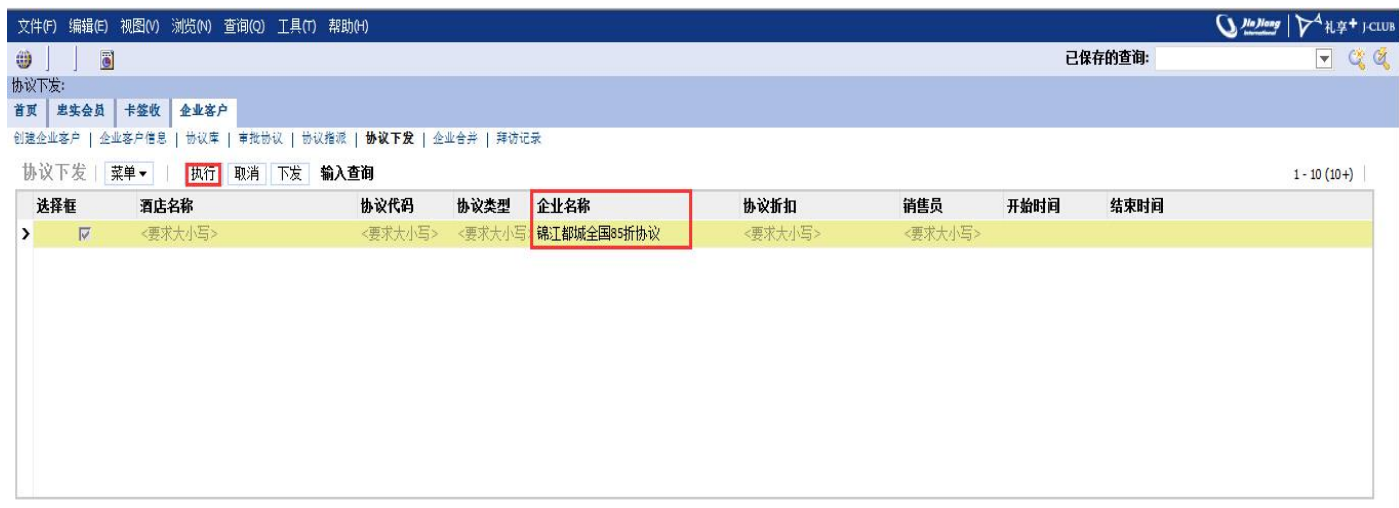 文件(F) 编辑(E) 视图(V) 浏览(N) 查询(Q) 工具(T) 帮助(H) JinJiang International 礼享+ J-CLUB
已保存的查询:
协议下发:
首页 忠实会员 卡签收 企业客户
创建企业客户 | 企业客户信息 | 协议库 | 审批协议 | 协议指派 | 协议下发 | 企业合并 | 拜访记录
协议下发 | 菜单 | 执行 取消 下发 输入查询 1 - 10 (10+)
选择框 酒店名称 协议代码 协议类型 企业名称 协议折扣 销售员 开始时间 结束时间
<要求大小写> <要求大小写> <要求大小写 锦江都城全国85折协议 <要求大小写> <要求大小写>